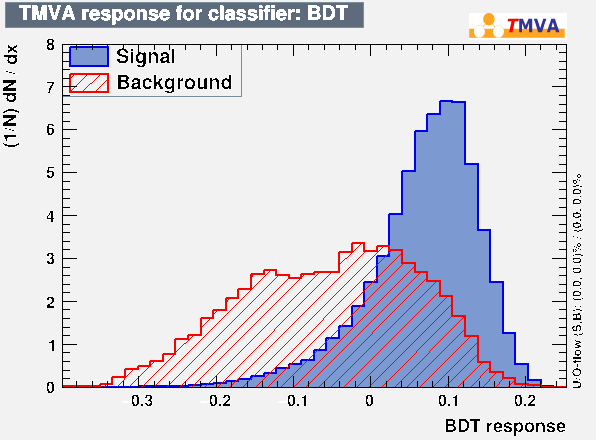 TMVA response for classifier: BDT
TMVA
(1/N) dN / dx
Signal
Background
8
7
6
5
4
3
2
1
0
−0.3 −0.2 −0.1 0 0.1 0.2
BDT response
U/O-flow (S,B): (0.0, 0.0)% / (0.0, 0.0)%